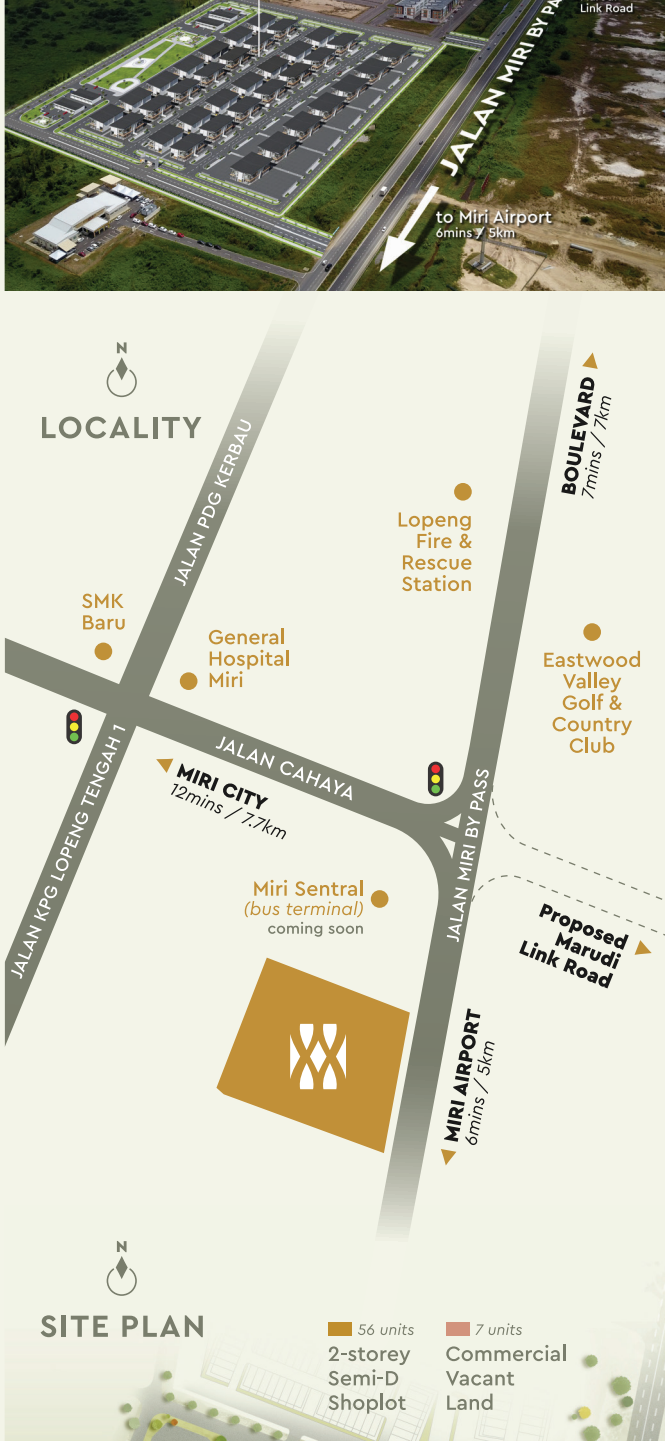 Link Road
JALAN MIRI BY PA
to Miri Airport
6mins / 5km
N
LOCALITY
JALAN PDG KERBAU
BOULEVARD
7mins / 7km
Lopeng
Fire &
Rescue
Station
SMK
Baru
General
Hospital
Miri
Eastwood
Valley
Golf &
Country
Club
JALAN CAHAYA
MIRI CITY
12mins / 7.7km
JALAN KPG LOPENG TENGAH 1
JALAN MIRI BY PASS
Miri Sentral
(bus terminal)
coming soon
Proposed
Marudi
Link Road
MIRI AIRPORT
6mins / 5km
N
SITE PLAN
56 units
2-storey
Semi-D
Shoplot
7 units
Commercial
Vacant
Land